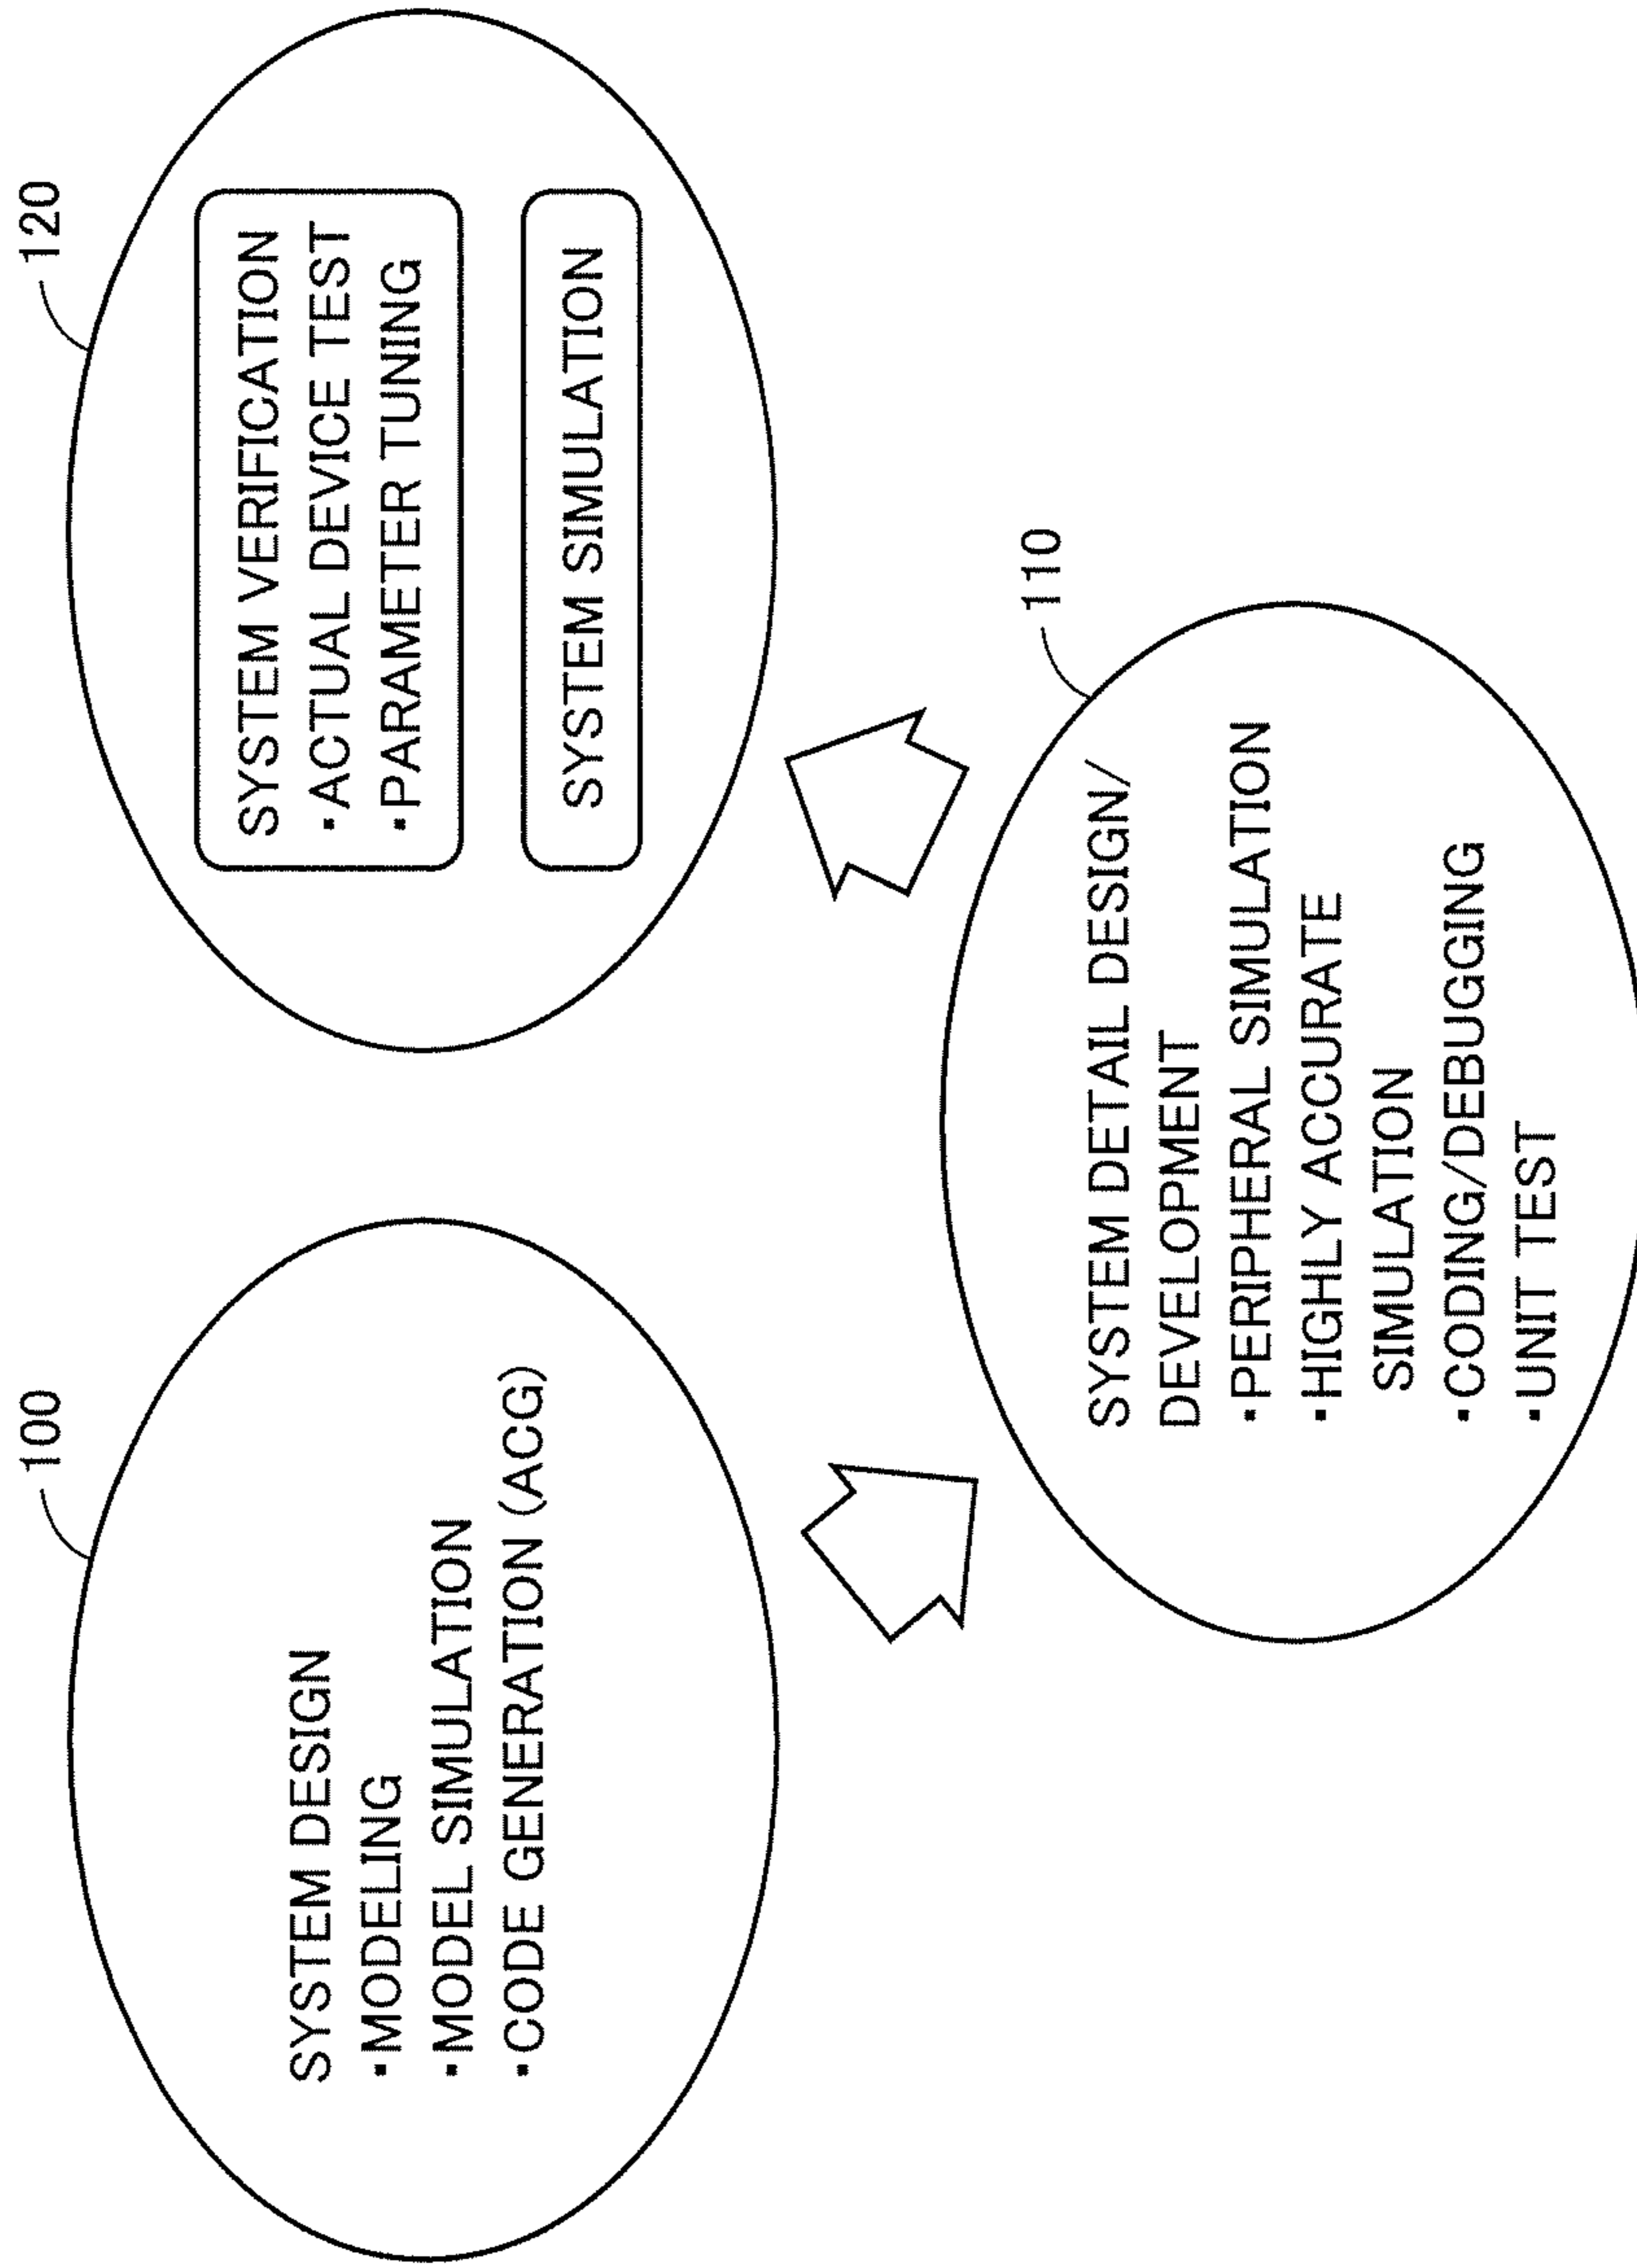 100
SYSTEM DESIGN
・MODELING
・MODEL SIMULATION
・CODE GENERATION (ACG)
110
SYSTEM DETAIL DESIGN/
DEVELOPMENT
・PERIPHERAL SIMULATION
・HIGHLY ACCURATE
SIMULATION
・CODING/DEBUGGING
・UNIT TEST
120
SYSTEM VERIFICATION
・ACTUAL DEVICE TEST
・PARAMETER TUNING
SYSTEM SIMULATION